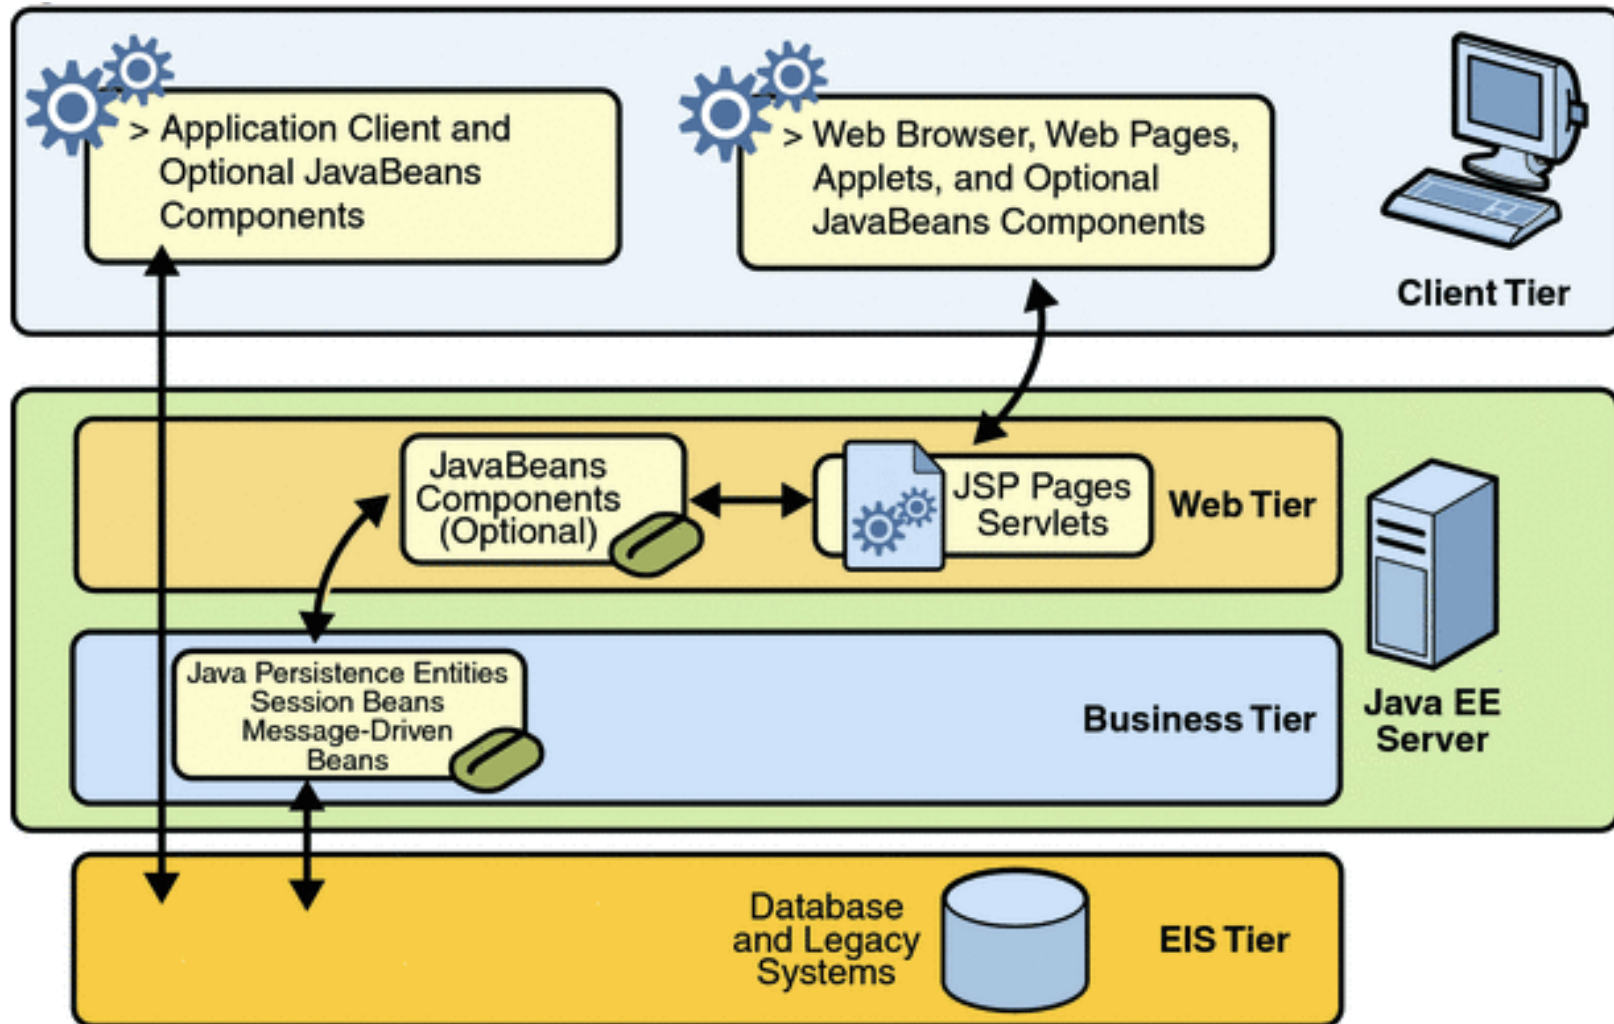 > Application Client and
Optional JavaBeans
Components
> Web Browser, Web Pages,
Applets, and Optional
JavaBeans Components
Client Tier
JavaBeans
Components
(Optional)
JSP Pages
Servlets
Web Tier
Java Persistence Entities
Session Beans
Message-Driven
Beans
Business Tier
Java EE
Server
Database
and Legacy
Systems
EIS Tier